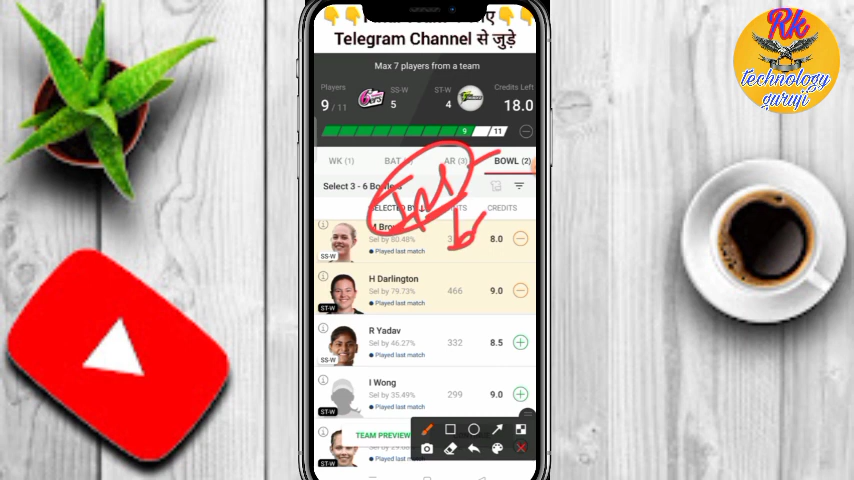 Telegram Channel से जुड़े
Max 7 players from a team
Players
9 / 11
SS-W
5
ST-W
4
Credits Left
18.0
9
11
WK (1)
BAT
AR (3)
BOWL (2)
Select 3 - 6
SELECTED BY
CREDITS
Sel by 60.48%
8.0
Played last match
SS-W
H Darlington
Sel by 79.73%
466
9.0
Played last match
ST-W
R Yadav
Sel by 46.27%
332
8.5
Played last match
SS-W
I Wong
Sel by 35.49%
299
9.0
Played last match
ST-W
TEAM PREVIEW
ST-W
Rk
technology
guruji